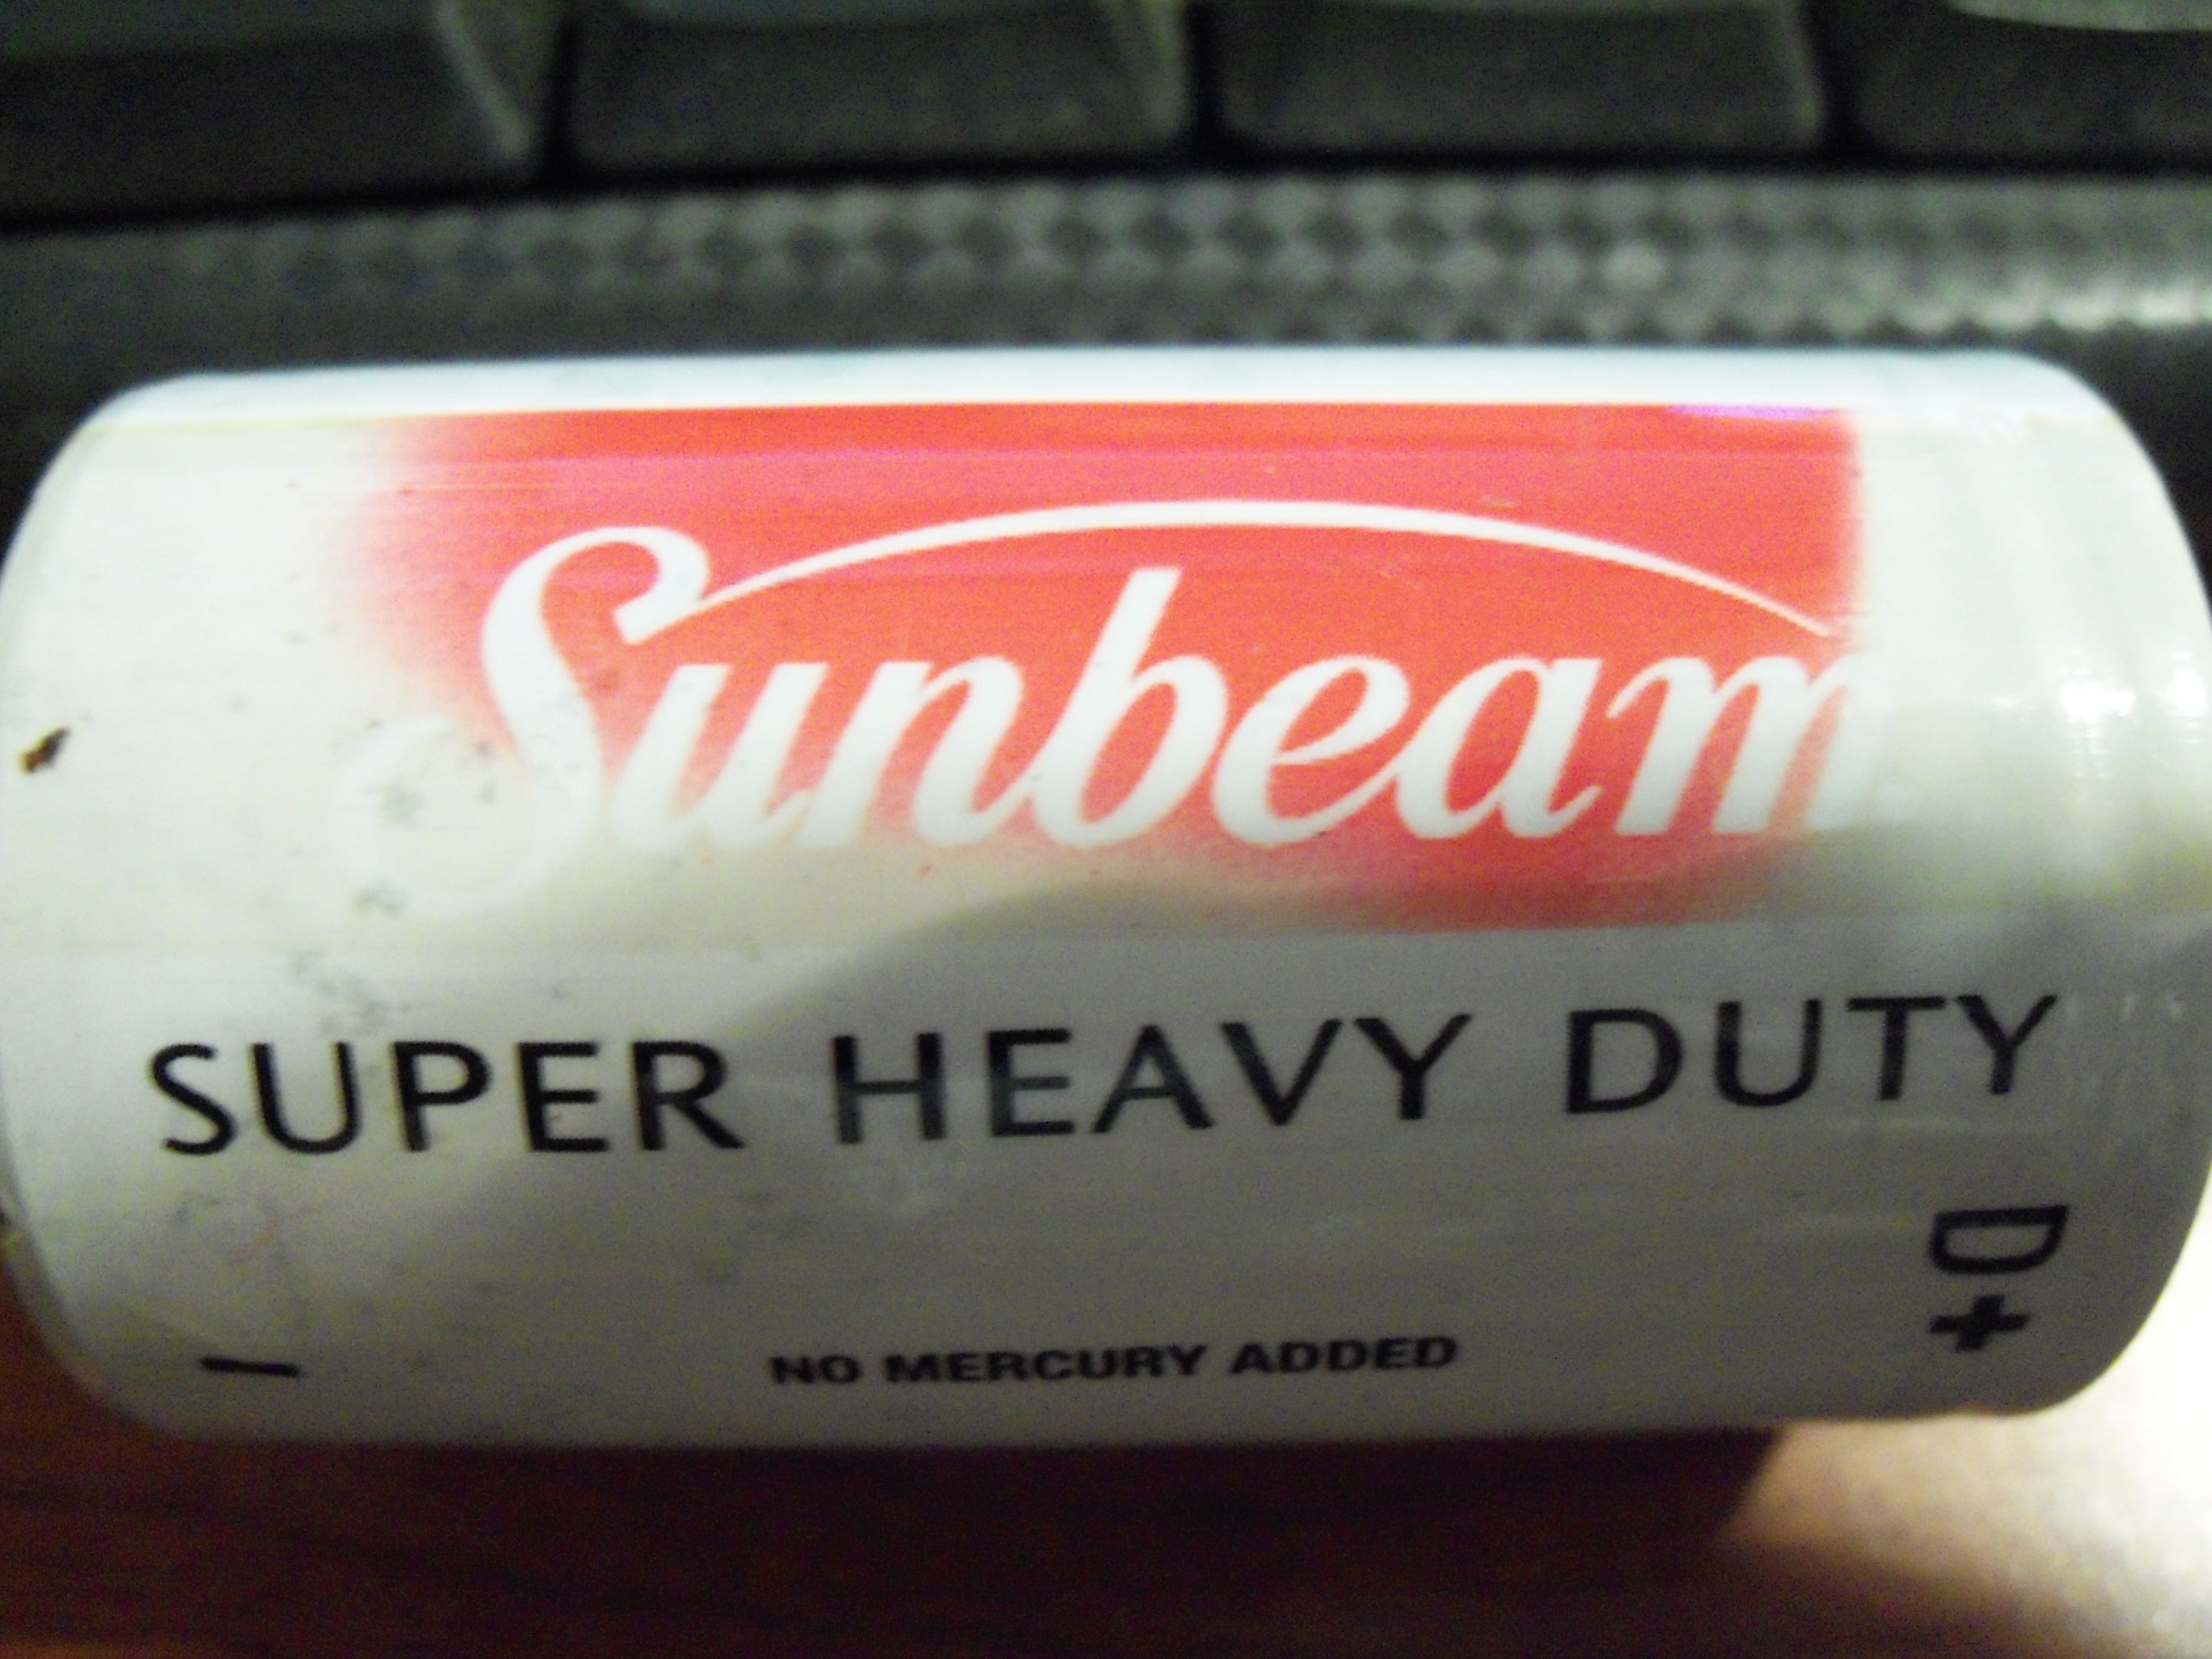 Sunbeam
SUPER HEAVY DUTY
D
+
-
NO MERCURY ADDED